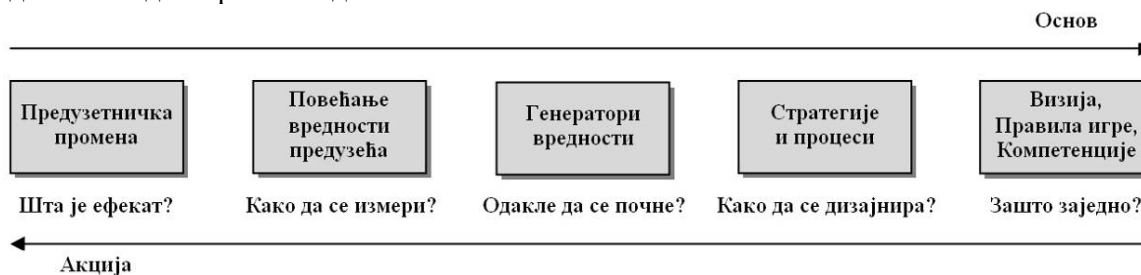 Основ
Предузетничка
промена
Повећање
вредности
предузећа
Генератори
вредности
Стратегије
и процеси
Визија,
Правила игре,
Компетенције
Шта је ефекат?
Како да се измери?
Одакле да се почне?
Како да се дизајнира?
Зашто заједно?
Акција